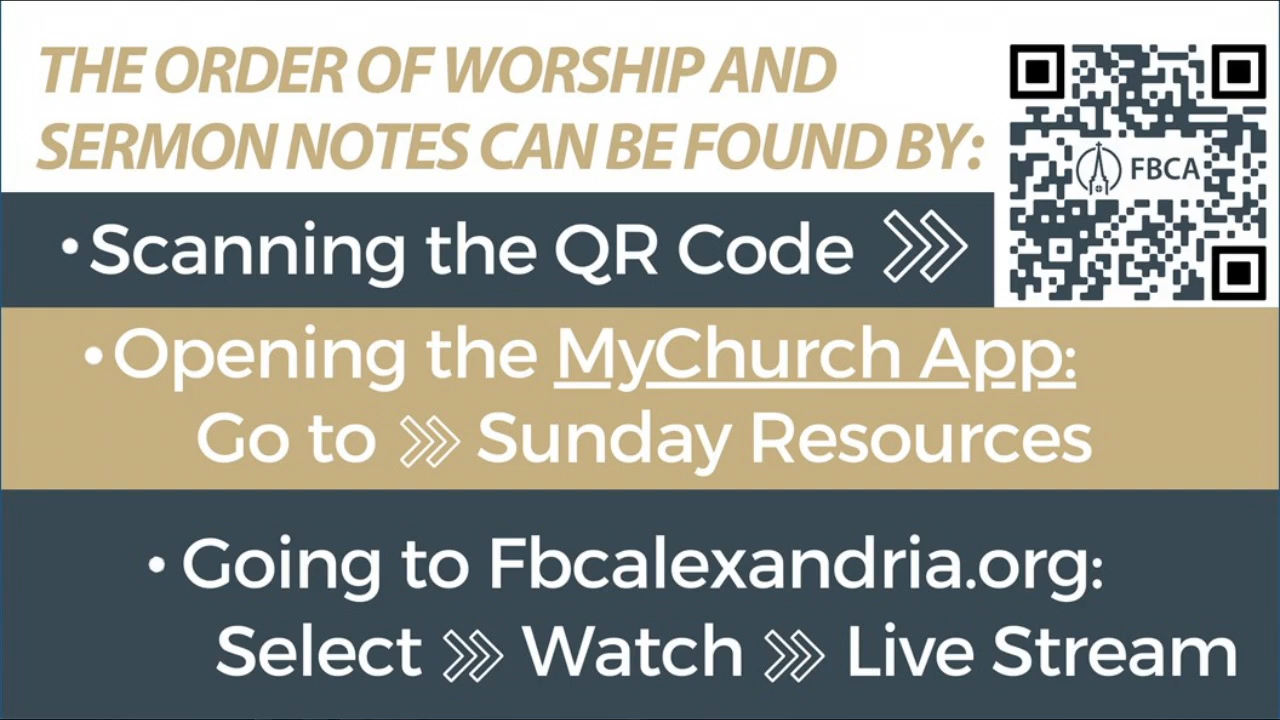 THE ORDER OF WORSHIP AND
SERMON NOTES CAN BE FOUND BY:
FBCA
•Scanning the QR Code
•Opening the MyChurch App:
Go to Sunday Resources
• Going to Fbcalexandria.org:
Select Watch Live Stream